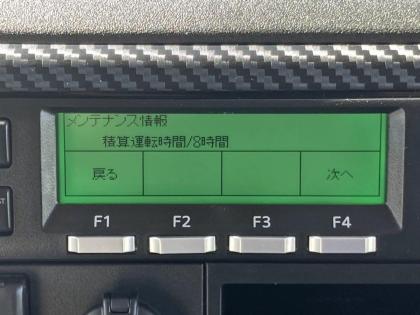 メンテナンス情報
積算運転時間/8時間
戻る 次へ
F1 F2 F3 F4